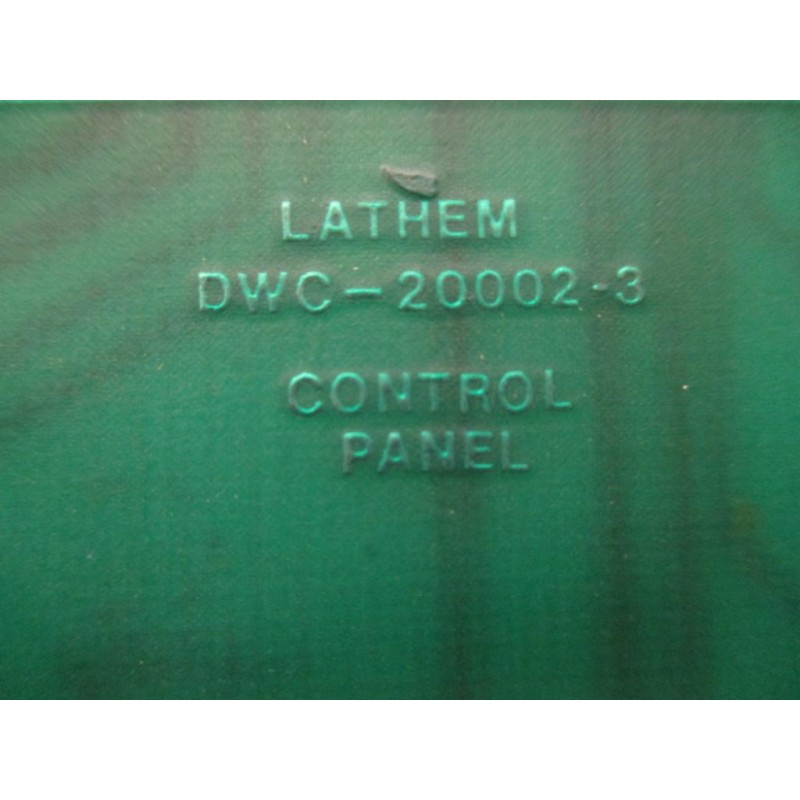 LATHEM
DWC-20002-3
CONTROL
PANEL